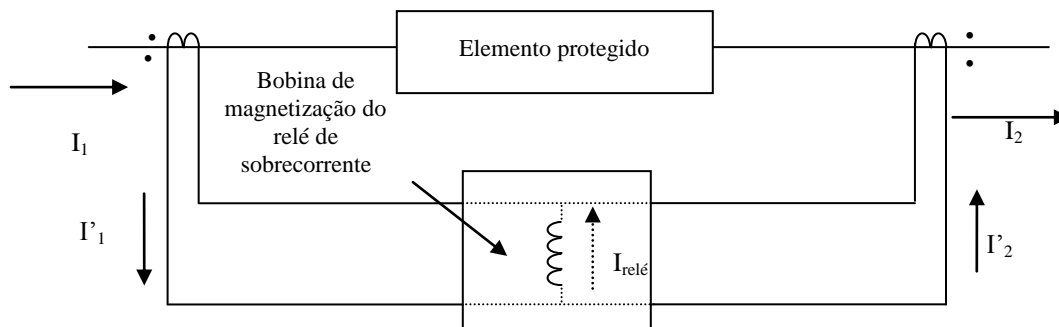 Elemento protegido
Bobina de
magnetização do
relé de
sobrecorrente
I₁
I₂
I’₁
I’₂
Iᵣₑₗé